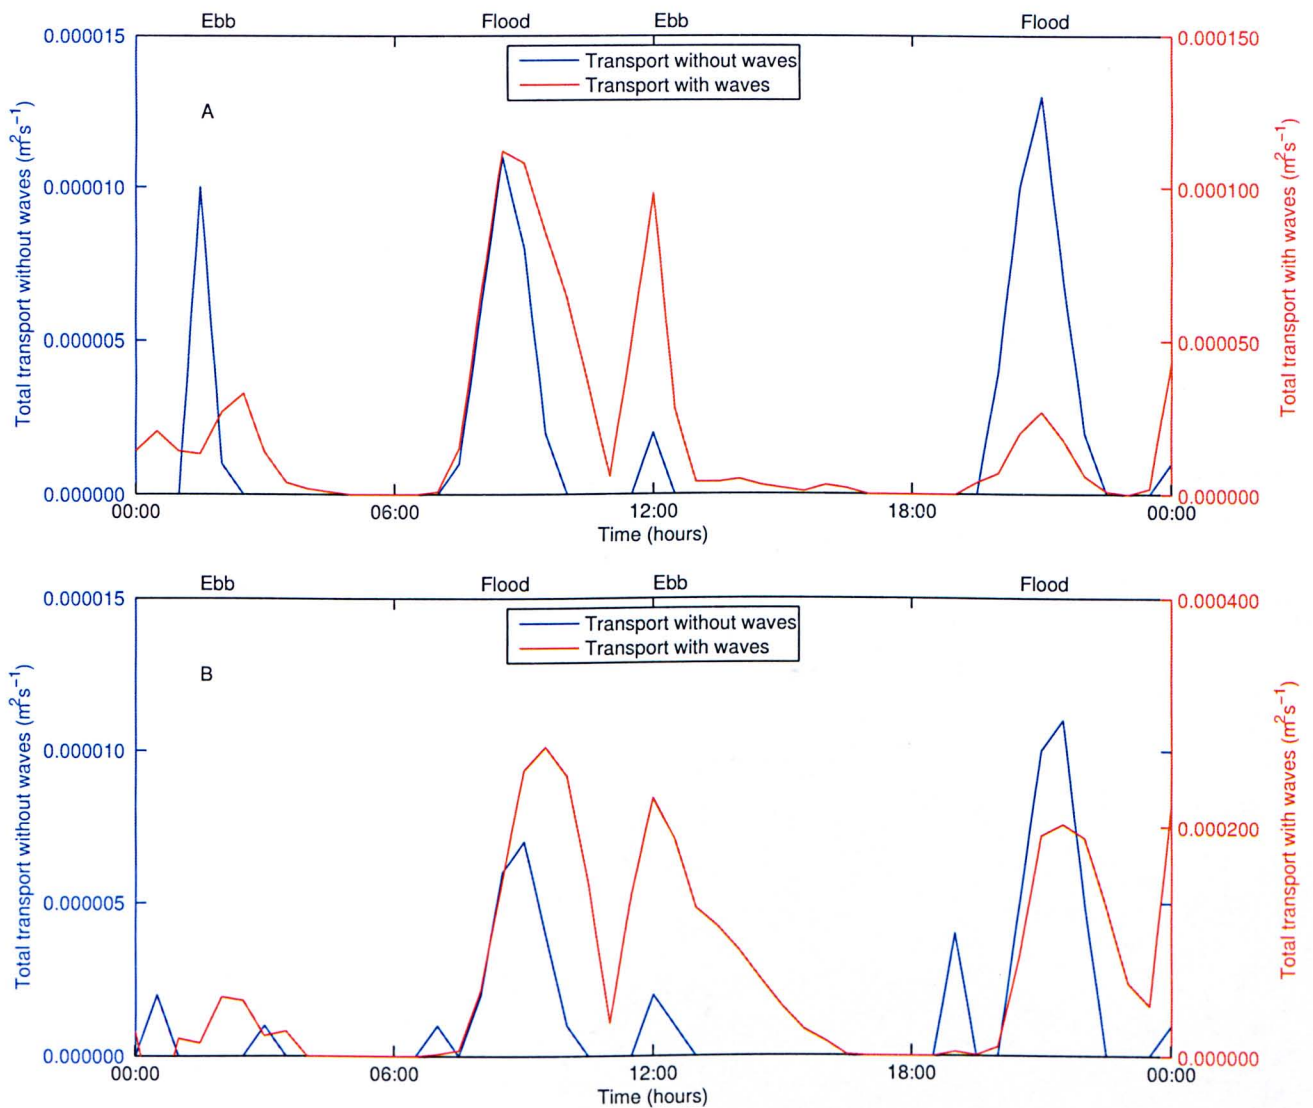 Ebb Flood Ebb Flood
0.000015 0.000150
Transport without waves
Transport with waves
A
0.000010 0.000100
0.000005 0.000050
0.000000 0.000000
00:00 06:00 12:00 18:00 00:00
Time (hours)
Total transport without waves (m²s⁻¹)
Total transport with waves (m²s⁻¹)
Ebb Flood Ebb Flood
0.000015 0.000400
Transport without waves
Transport with waves
B
0.000010
0.000200
0.000005
0.000000 0.000000
00:00 06:00 12:00 18:00 00:00
Time (hours)
Total transport without waves (m²s⁻¹)
Total transport with waves (m²s⁻¹)